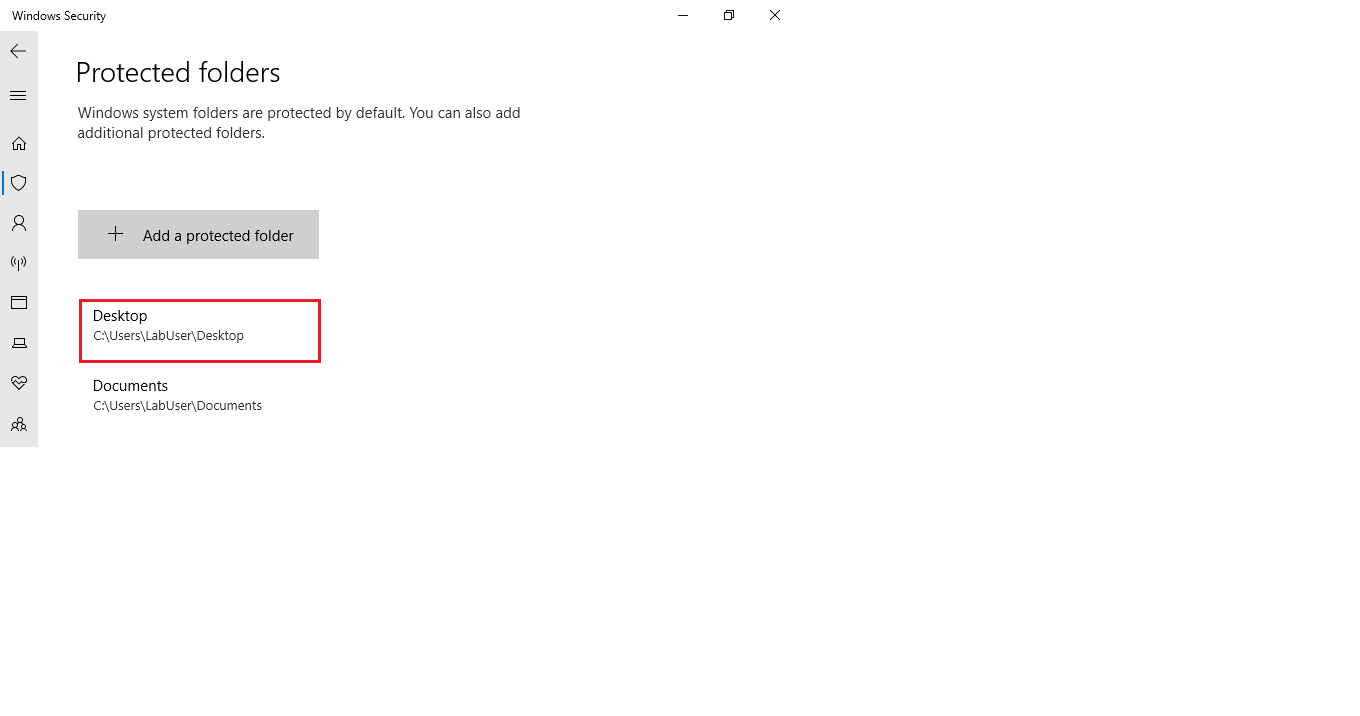 Windows Security
Protected folders
Windows system folders are protected by default. You can also add
additional protected folders.
Add a protected folder
Desktop
C:\Users\LabUser\Desktop
Documents
C:\Users\LabUser\Documents